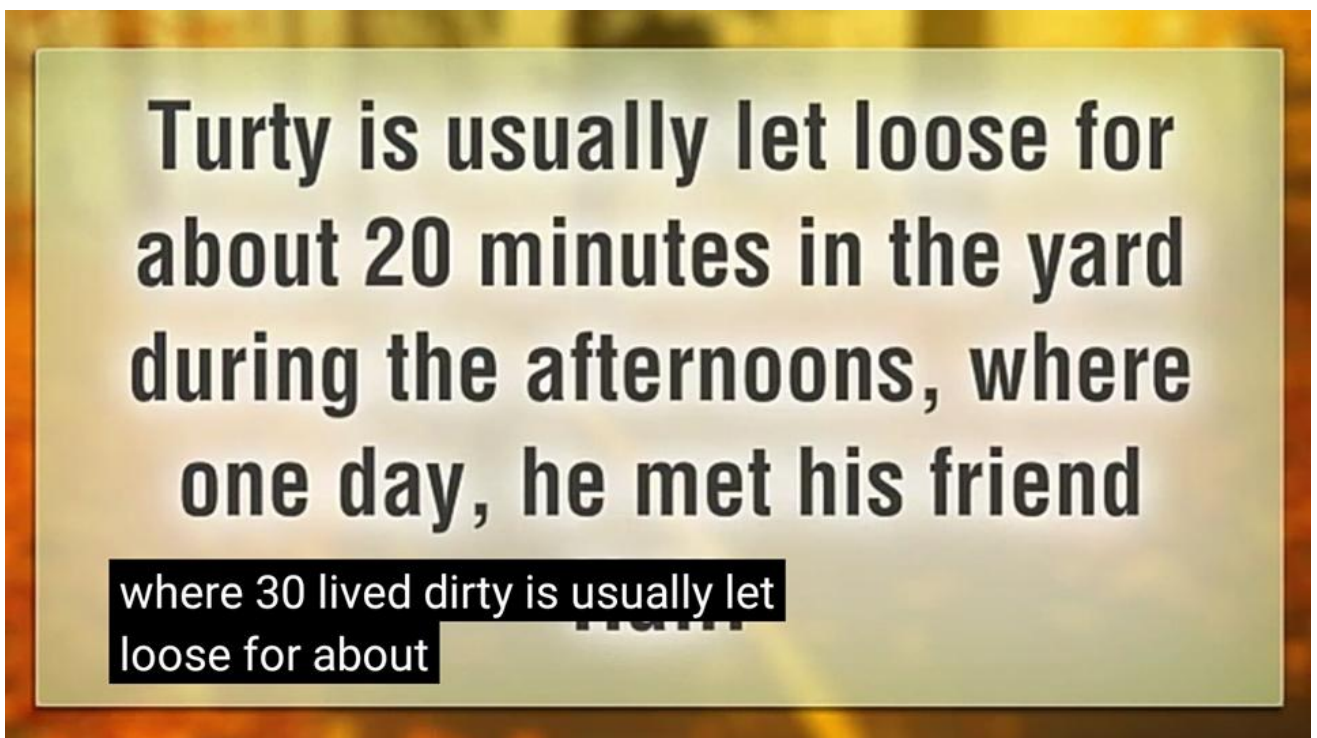 Turty is usually let loose for
about 20 minutes in the yard
during the afternoons, where
one day, he met his friend
where 30 lived dirty is usually let
loose for about